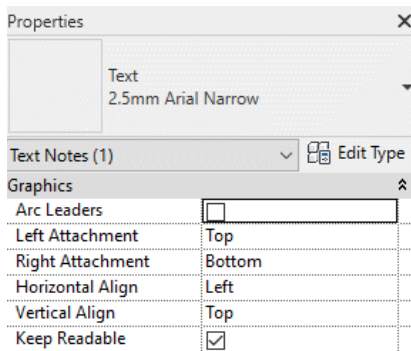 Properties
Text
2.5mm Arial Narrow
Text Notes (1)
Edit Type
Graphics
Arc Leaders
Left Attachment Top
Right Attachment Bottom
Horizontal Align Left
Vertical Align Top
Keep Readable